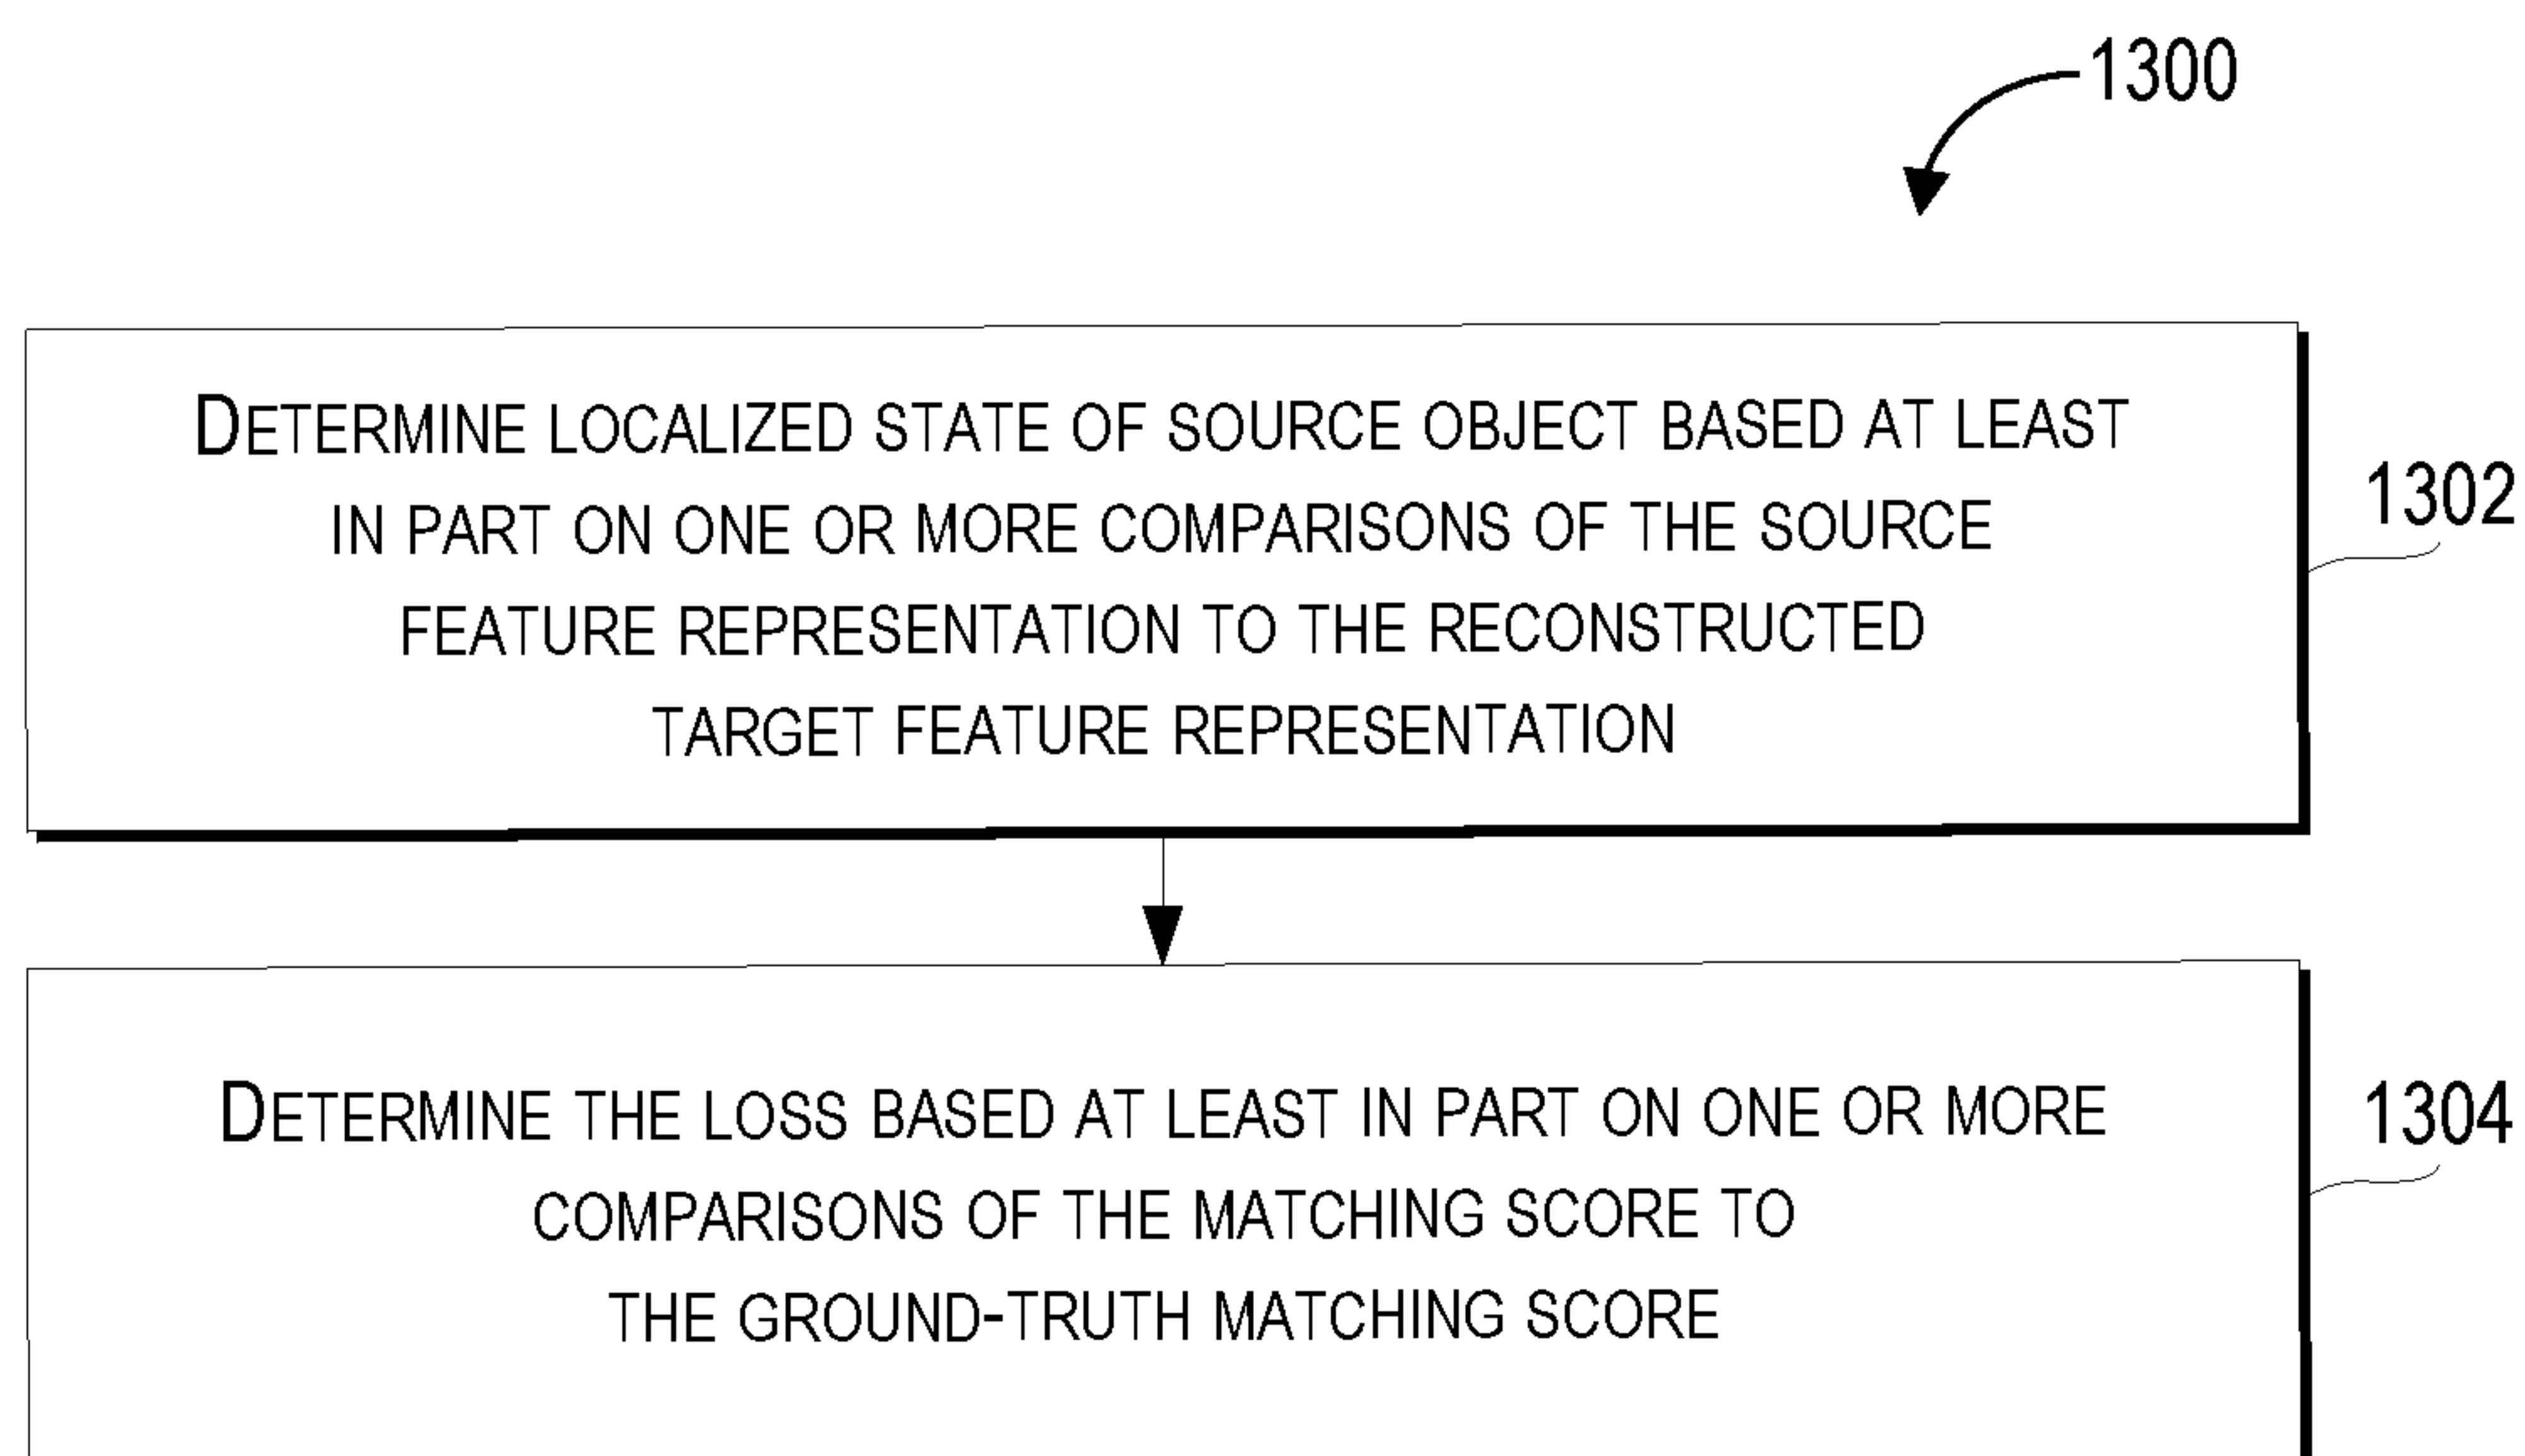 1300
DETERMINE LOCALIZED STATE OF SOURCE OBJECT BASED AT LEAST
IN PART ON ONE OR MORE COMPARISONS OF THE SOURCE
FEATURE REPRESENTATION TO THE RECONSTRUCTED
TARGET FEATURE REPRESENTATION
1302
DETERMINE THE LOSS BASED AT LEAST IN PART ON ONE OR MORE
COMPARISONS OF THE MATCHING SCORE TO
THE GROUND-TRUTH MATCHING SCORE
1304